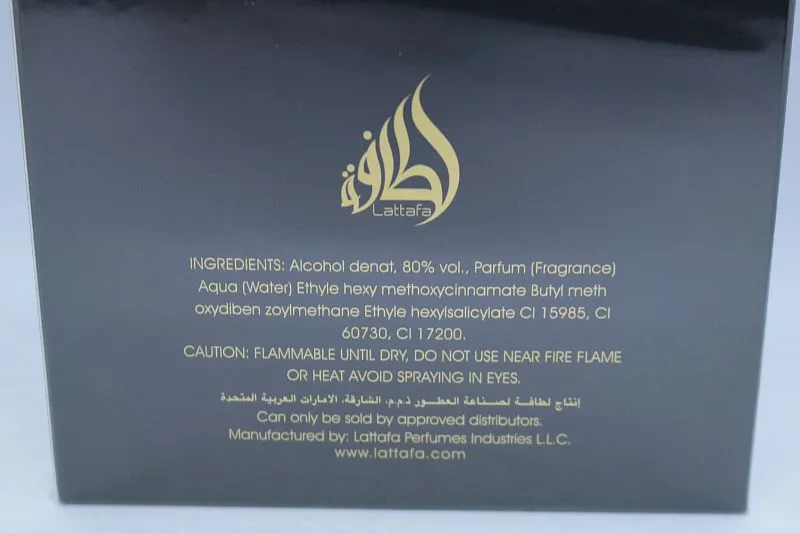 لطافة
Lattafa
INGREDIENTS: Alcohol denat, 80% vol., Parfum (Fragrance)
Aqua (Water) Ethyle hexy methoxycinnamate Butyl meth
oxydiben zoylmethane Ethyle hexylsalicylate CI 15985, CI
60730, CI 17200.
CAUTION: FLAMMABLE UNTIL DRY, DO NOT USE NEAR FIRE FLAME
OR HEAT AVOID SPRAYING IN EYES.
إنتاج لطافة لصناعة العطور ذ.م.م. الشارقة. الامارات العربية المتحدة
Can only be sold by approved distributors.
Manufactured by: Lattafa Perfumes Industries L.L.C.
www.lattafa.com